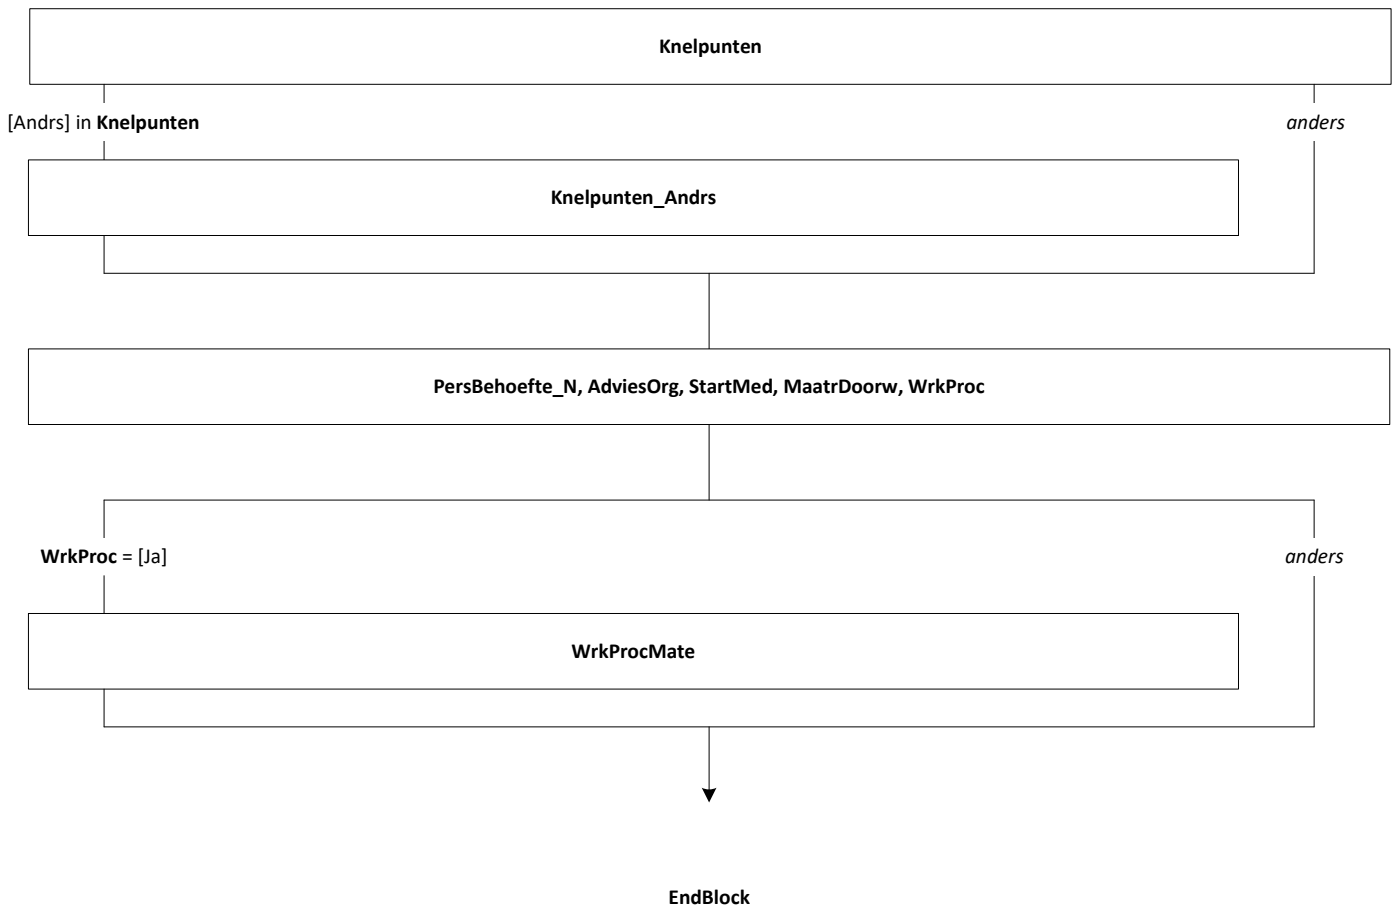 Knelpunten
[Andrs] in Knelpunten
anders
Knelpunten_Andrs
PersBehoefte_N, AdviesOrg, StartMed, MaatrDoorw, WrkProc
WrkProc = [Ja]
anders
WrkProcMate
EndBlock